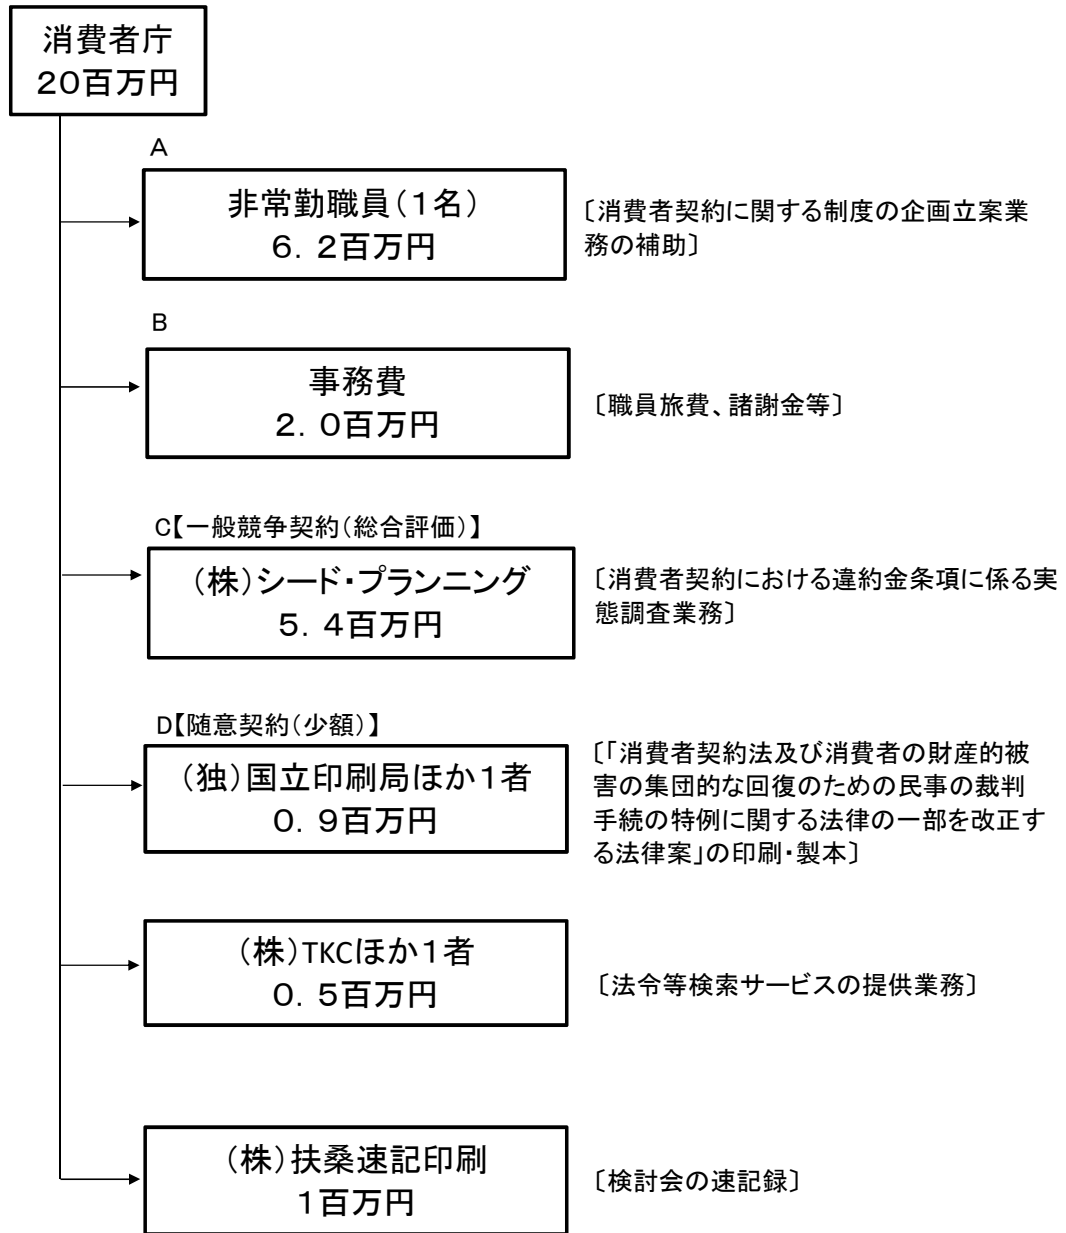 消費者庁
20百万円
A
非常勤職員(1名)
6．2百万円
〔消費者契約に関する制度の企画立案業
務の補助〕
B
事務費
2．0百万円
〔職員旅費、諸謝金等〕
C【一般競争契約(総合評価)】
(株)シード・プランニング
5．4百万円
〔消費者契約における違約金条項に係る実
態調査業務〕
D【随意契約(少額)】
(独)国立印刷局ほか1者
0．9百万円
〔「消費者契約法及び消費者の財産的被
害の集団的な回復のための民事の裁判
手続の特例に関する法律の一部を改正す
る法律案」の印刷・製本〕
(株)TKCほか1者
0．5百万円
〔法令等検索サービスの提供業務〕
(株)扶桑速記印刷
1百万円
〔検討会の速記録〕